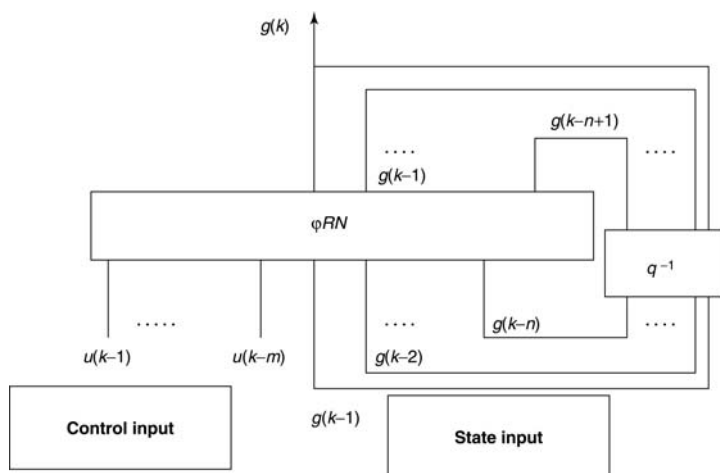 g(k)
g(k–n+1)
.... ....
g(k–1)
φRN
q –1
..... .... g(k–n) ....
u(k–1) u(k–m) g(k–2)
g(k–1)
Control input State input